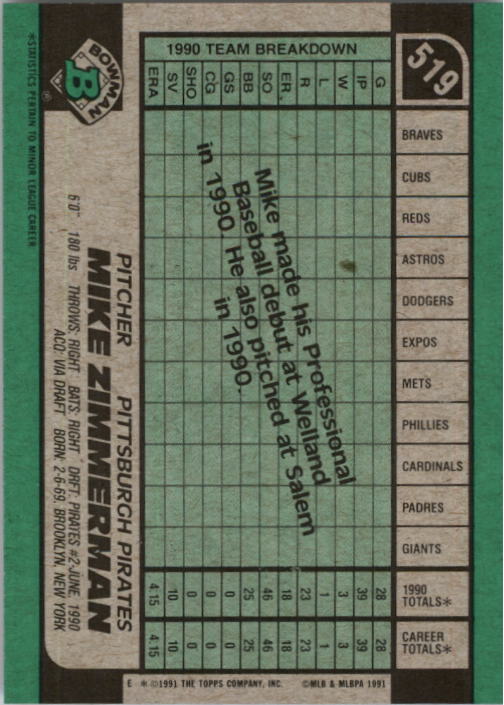 519
BOWMAN
B
PITCHER PITTSBURGH PIRATES
MIKE ZIMMERMAN
6'0" 180 lbs THROWS: RIGHT BATS: RIGHT DRFT: PIRATES #2-JUNE, 1990
ACQ: VIA DRAFT BORN: 2-6-69, BROOKLYN, NEW YORK
*STATISTICS PERTAIN TO MINOR LEAGUE CAREER
1990 TEAM BREAKDOWN
G IP W L R ER SO BB GS CG SHO SV ERA
BRAVES
CUBS
REDS
ASTROS
DODGERS
EXPOS
METS
PHILLIES
CARDINALS
PADRES
GIANTS
1990 TOTALS* 28 39 3 1 23 18 46 25 0 0 0 10 4.15
CAREER TOTALS* 28 39 3 1 23 18 46 25 0 0 0 10 4.15
Mike made his Professional
Baseball debut at Welland
in 1990. He also pitched at Salem
in 1990.
E * ©1991 THE TOPPS COMPANY, INC. ©MLB & MLBPA 1991